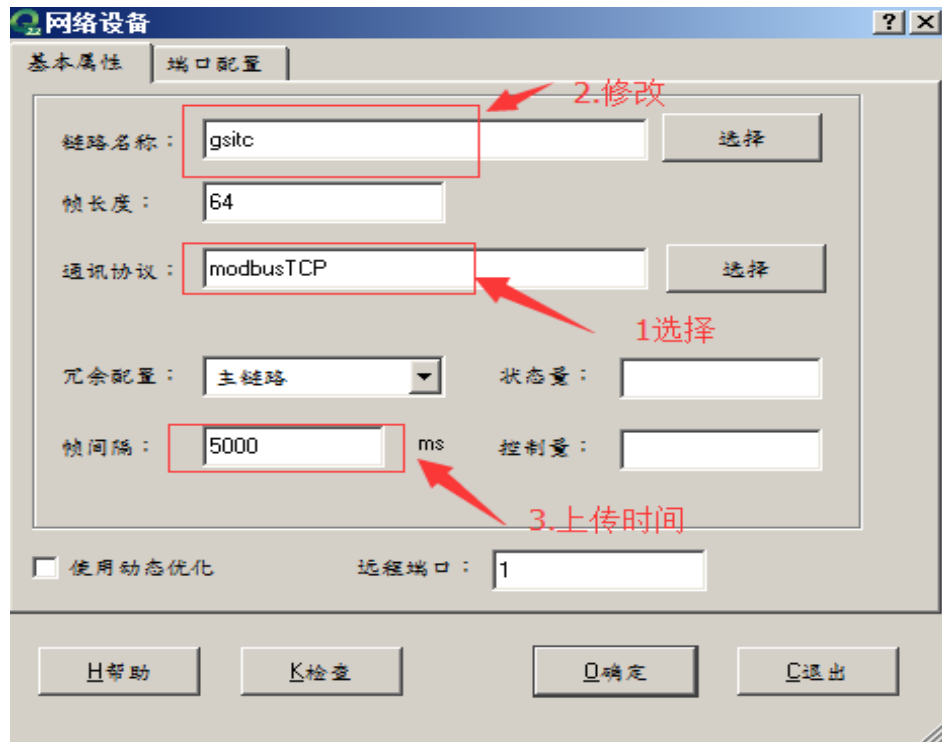 网络设备
基本属性 端口配置
2.修改
链路名称： gsitc 选择
帧长度： 64
通讯协议： modbusTCP 选择
1选择
冗余配置： 主链路 状态量：
帧间隔： 5000 ms 控制量：
3.上传时间
使用动态优化 远程端口： 1
H帮助 K检查 O确定 C退出